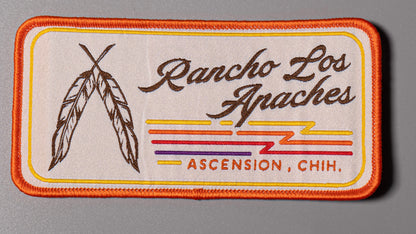 Rancho Los
Apaches
ASCENSION, CHIH.